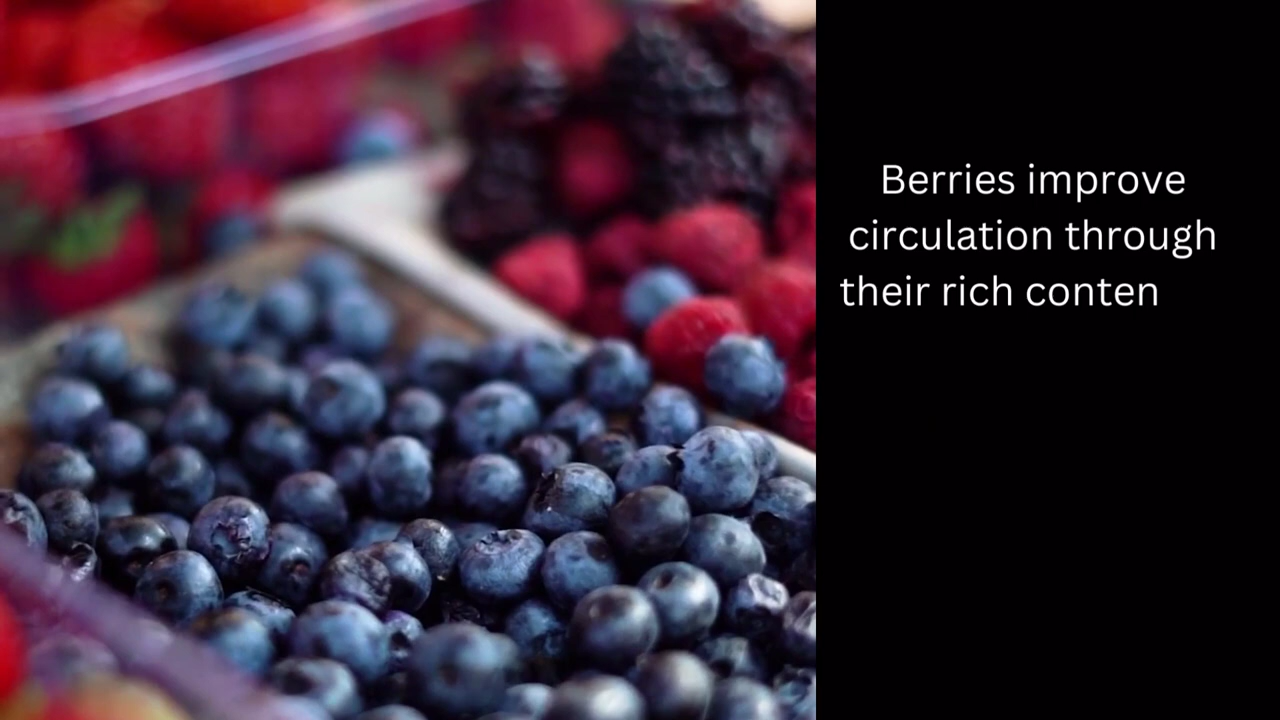 Berries improve
circulation through
their rich conten